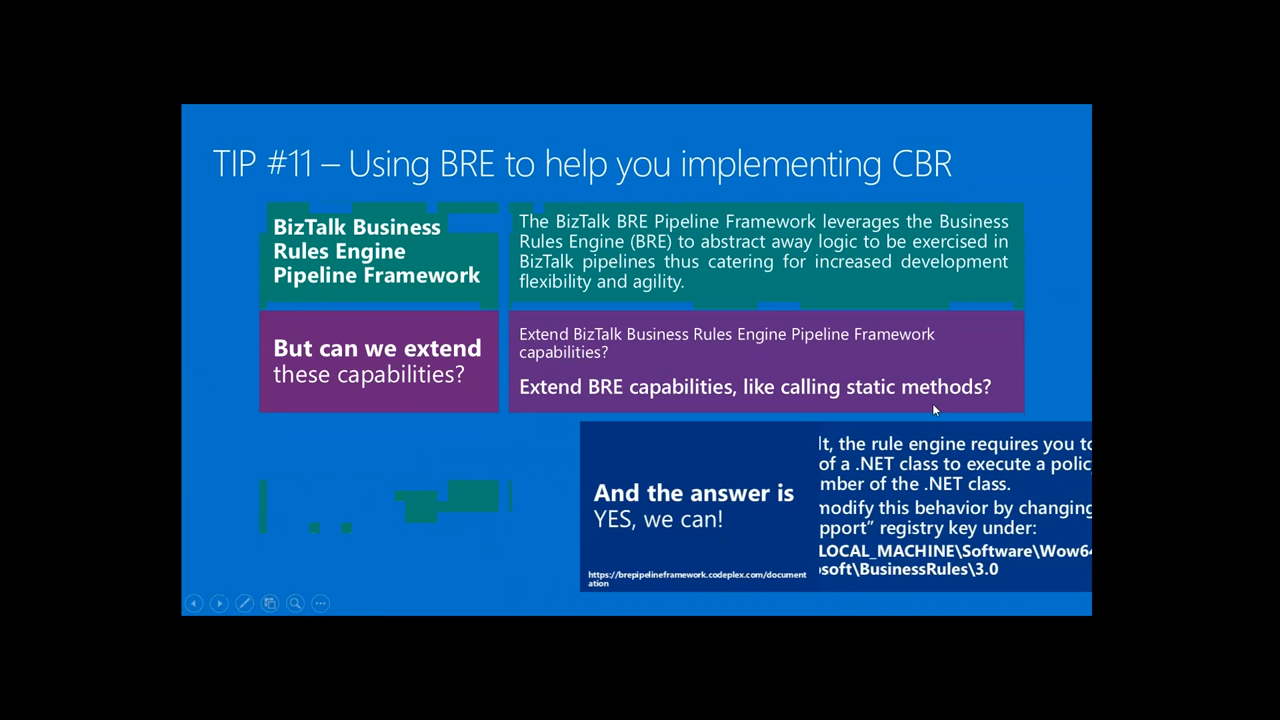 TIP #11 – Using BRE to help you implementing CBR
BizTalk Business
Rules Engine
Pipeline Framework
The BizTalk BRE Pipeline Framework leverages the Business
Rules Engine (BRE) to abstract away logic to be exercised in
BizTalk pipelines thus catering for increased development
flexibility and agility.
But can we extend
these capabilities?
Extend BizTalk Business Rules Engine Pipeline Framework
capabilities?
Extend BRE capabilities, like calling static methods?
And the answer is
YES, we can!
https://brepipelineframework.codeplex.com/document
ation
lt, the rule engine requires you to
of a .NET class to execute a polic
mber of the .NET class.
modify this behavior by changing
pport” registry key under:
LOCAL_MACHINE\Software\Wow64
osoft\BusinessRules\3.0